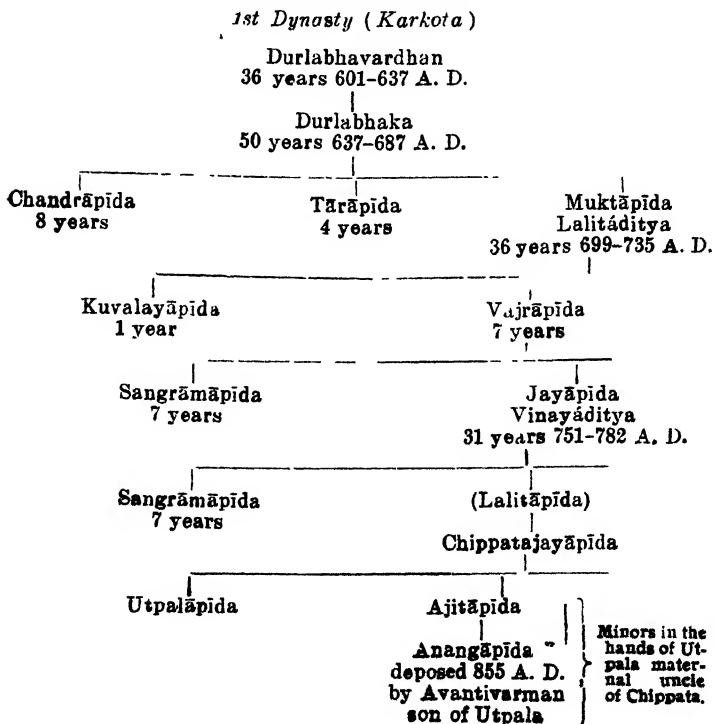 1st Dynasty (Karkota)
Durlabhavardhan
36 years 601-637 A. D.
Durlabhaka
50 years 637-687 A. D.
Chandrāpīda
8 years
Tārāpīda
4 years
Muktāpīda
Lalitáditya
36 years 699-735 A. D.
Kuvalayāpīda
1 year
Vajrāpīda
7 years
Sangrāmāpīda
7 years
Jayāpīda
Vinayáditya
31 years 751-782 A. D.
Sangrāmāpīda
7 years
(Lalitāpīda)
Chippatajayāpīda
Utpalāpīda
Ajitāpīda
Anangāpīda
deposed 855 A. D.
by Avantivarman
son of Utpala
Minors in the
hands of Ut-
pala mater-
nal uncle
of Chippata.